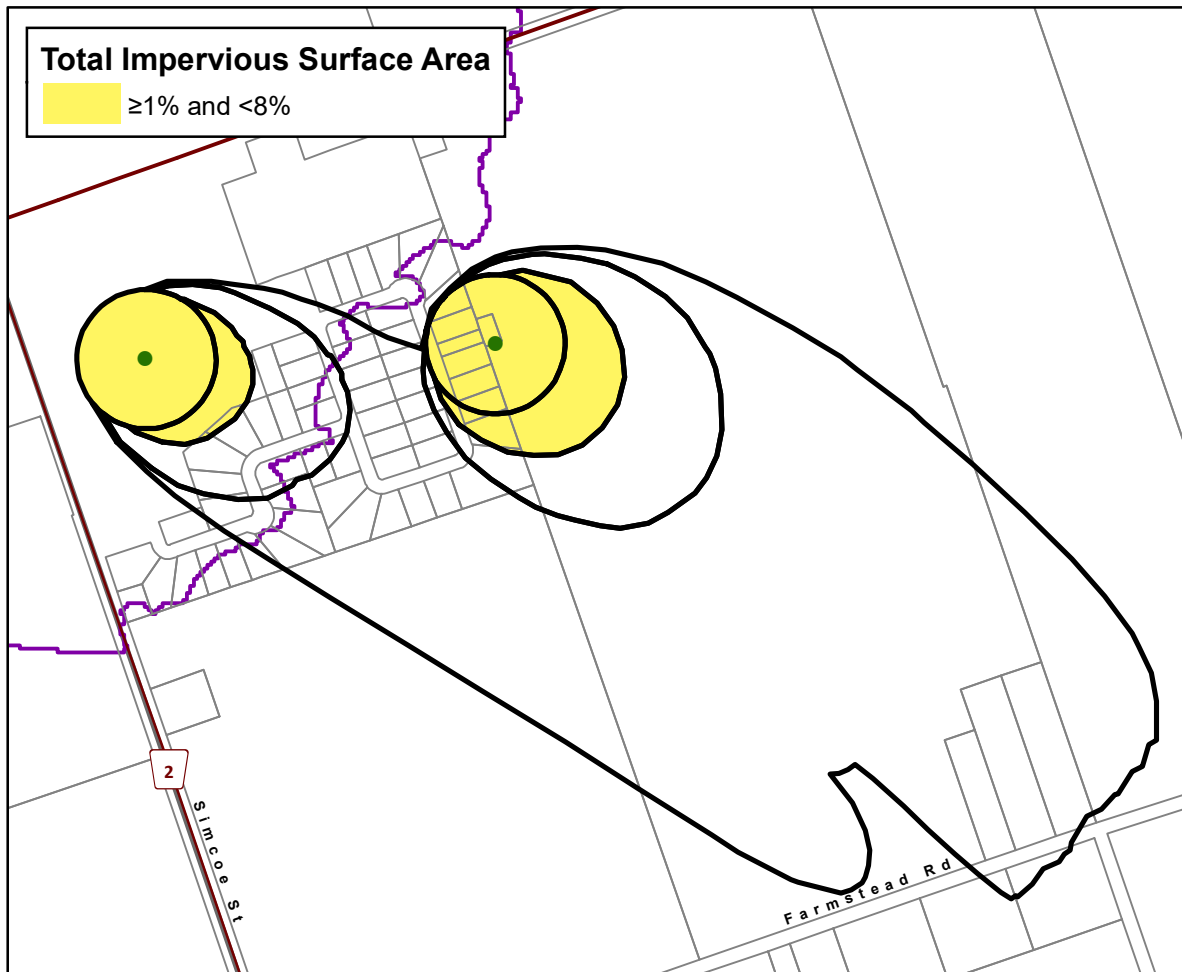 Total Impervious Surface Area
≥1% and <8%
2
Simcoe St
Farmstead Rd